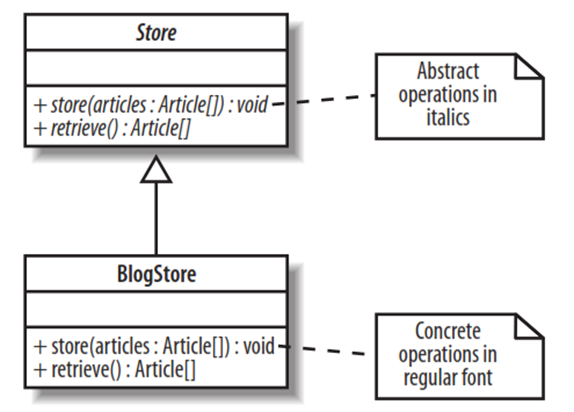 Store
+ store(articles : Article[]) : void
+ retrieve() : Article[]
Abstract
operations in
italics
BlogStore
+ store(articles : Article[]) : void
+ retrieve() : Article[]
Concrete
operations in
regular font